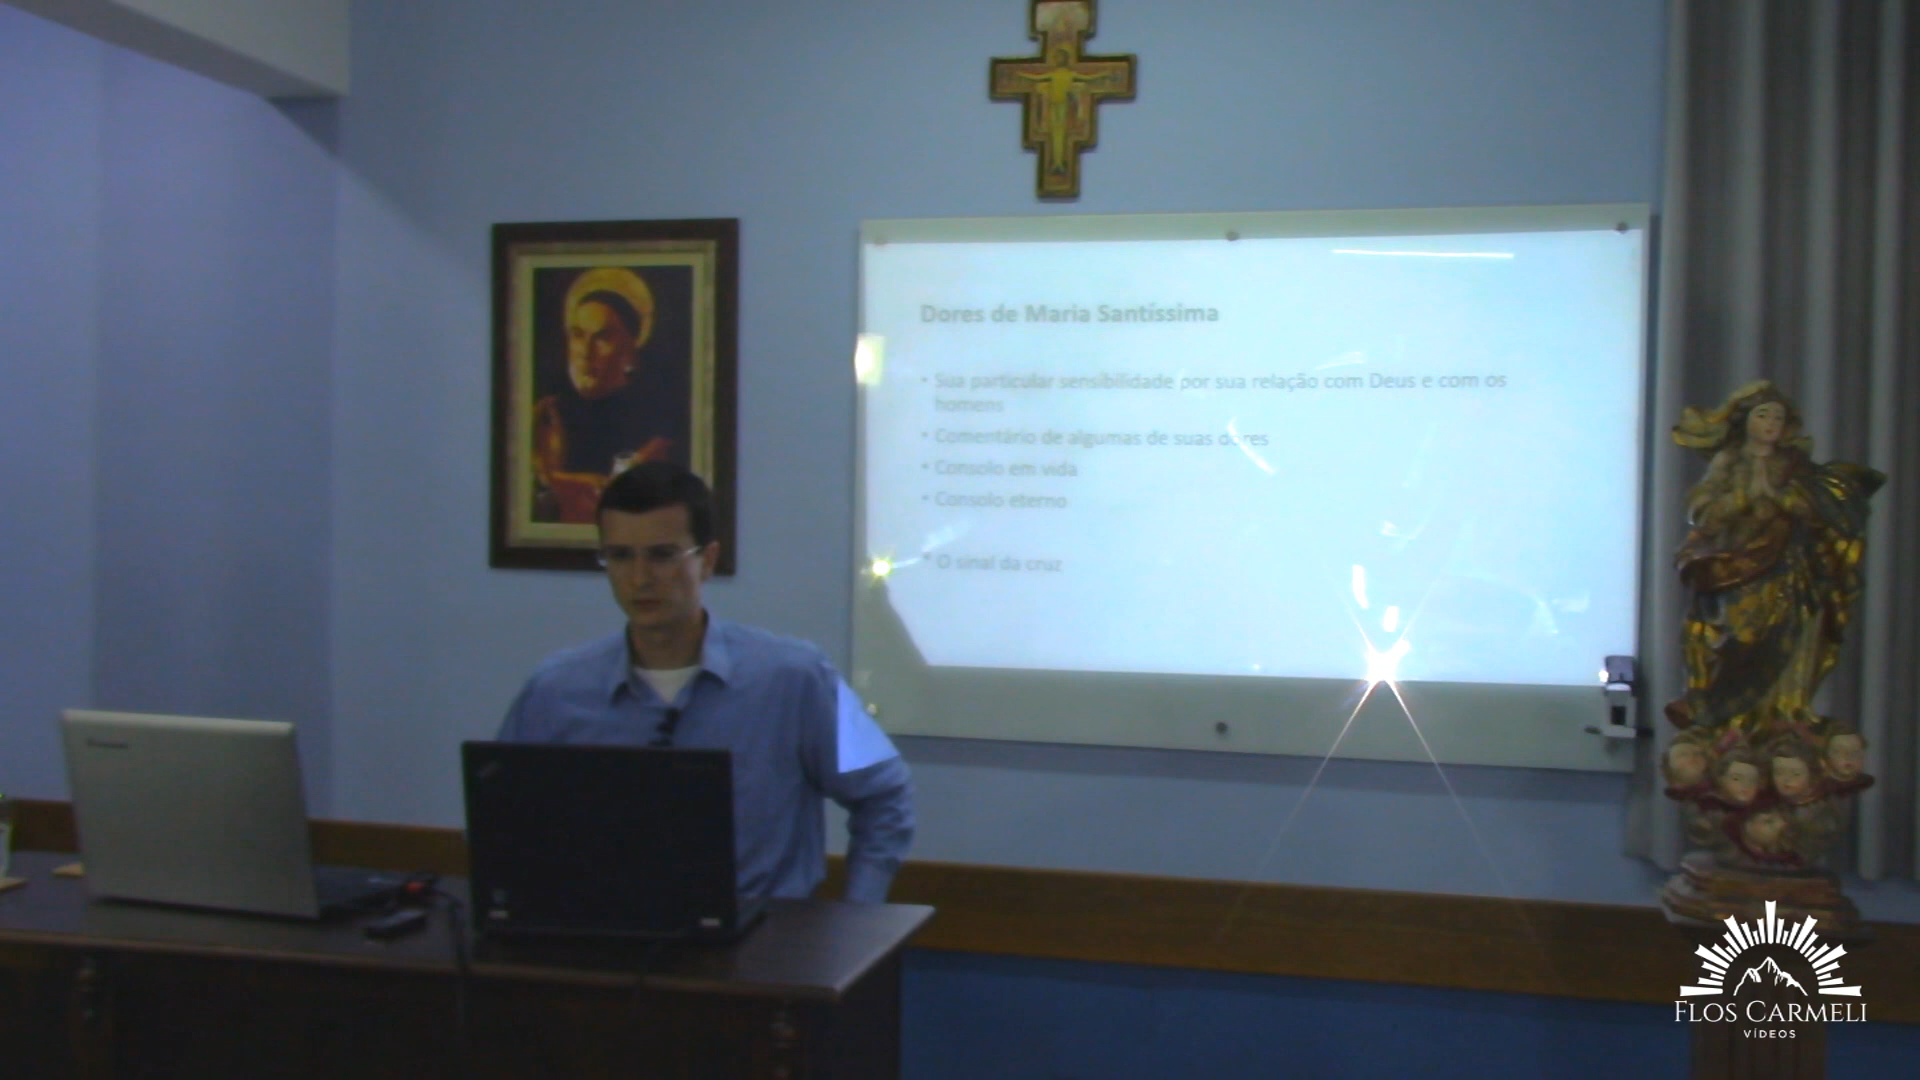 Dores de Maria Santíssima
• Sua particular sensibilidade por sua relação com Deus e com os
homens
• Comentário de algumas de suas dores
• Consolo em vida
• Consolo eterno
• O sinal da cruz
FLOS CARMELI
VÍDEOS